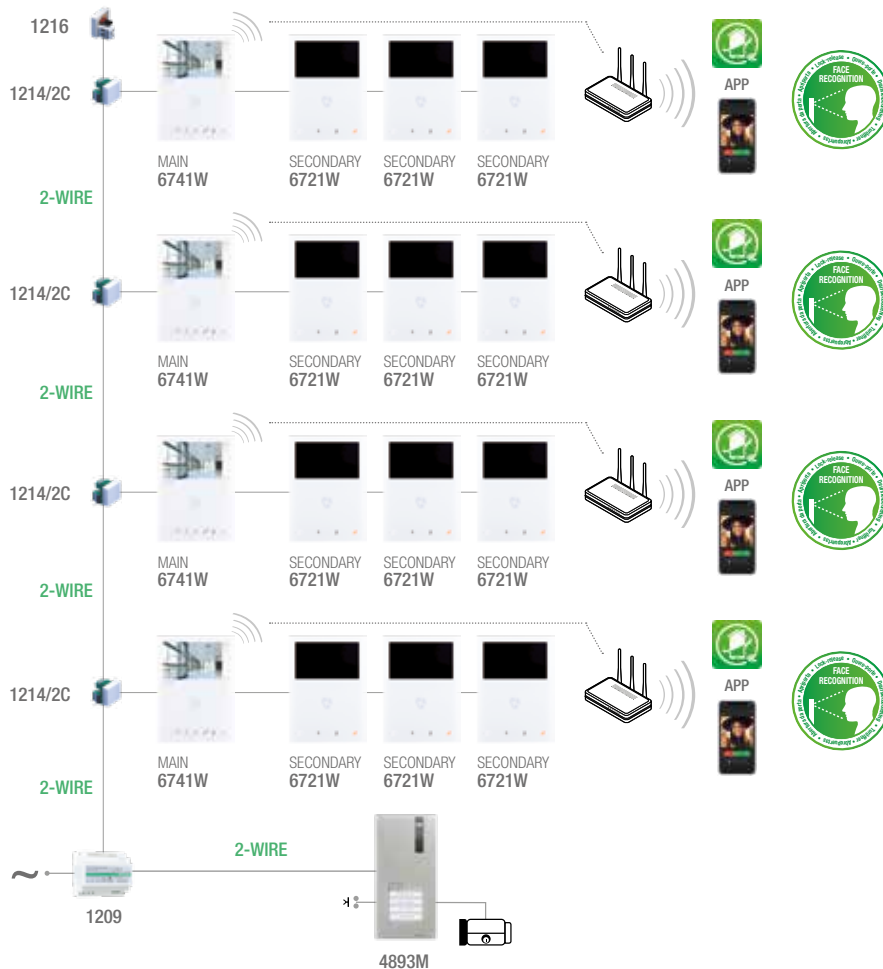 1216
1214/2C
MAIN
6741W
SECONDARY
6721W
SECONDARY
6721W
SECONDARY
6721W
APP
FACE
RECOGNITION
2-WIRE
1214/2C
MAIN
6741W
SECONDARY
6721W
SECONDARY
6721W
SECONDARY
6721W
APP
FACE
RECOGNITION
2-WIRE
1214/2C
MAIN
6741W
SECONDARY
6721W
SECONDARY
6721W
SECONDARY
6721W
APP
FACE
RECOGNITION
2-WIRE
1214/2C
MAIN
6741W
SECONDARY
6721W
SECONDARY
6721W
SECONDARY
6721W
APP
FACE
RECOGNITION
2-WIRE
2-WIRE
1209
4893M